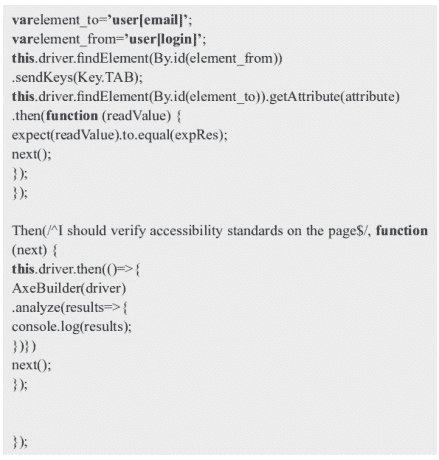 varelement_to=’user[email]’;
varelement_from=’user[login]’;
this.driver.findElement(By.id(element_from))
.sendKeys(Key.TAB);
this.driver.findElement(By.id(element_to)).getAttribute(attribute)
.then(function (readValue) {
expect(readValue).to.equal(expRes);
next();
});
});
Then(/^I should verify accessibility standards on the page$/, function
(next) {
this.driver.then(()=>{
AxeBuilder(driver)
.analyze(results=>{
console.log(results);
})})
next();
});
});